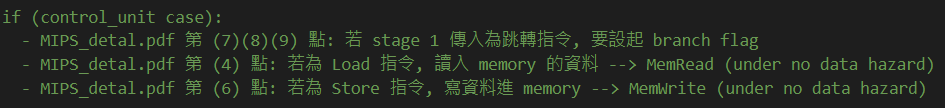 if (control_unit case):
- MIPS_detal.pdf 第 (7)(8)(9) 點: 若 stage 1 傳入為跳轉指令, 要設起 branch flag
- MIPS_detal.pdf 第 (4) 點: 若為 Load 指令, 讀入 memory 的資料 --> MemRead (under no data hazard)
- MIPS_detal.pdf 第 (6) 點: 若為 Store 指令, 寫資料進 memory --> MemWrite (under no data hazard)